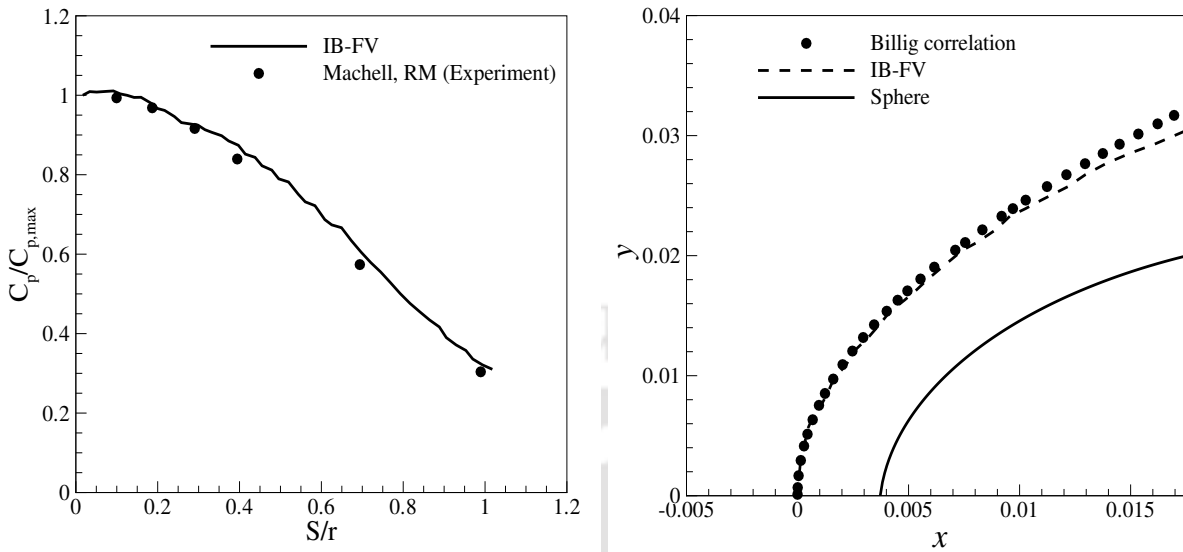 1.2
1
0.8
0.6
0.4
0.2
0
C_p/C_p,max
IB-FV
Machell, RM (Experiment)
0 0.2 0.4 0.6 0.8 1 1.2
S/r
0.04
0.03
0.02
0.01
0
y
Billig correlation
IB-FV
Sphere
-0.005 0 0.005 0.01 0.015
x